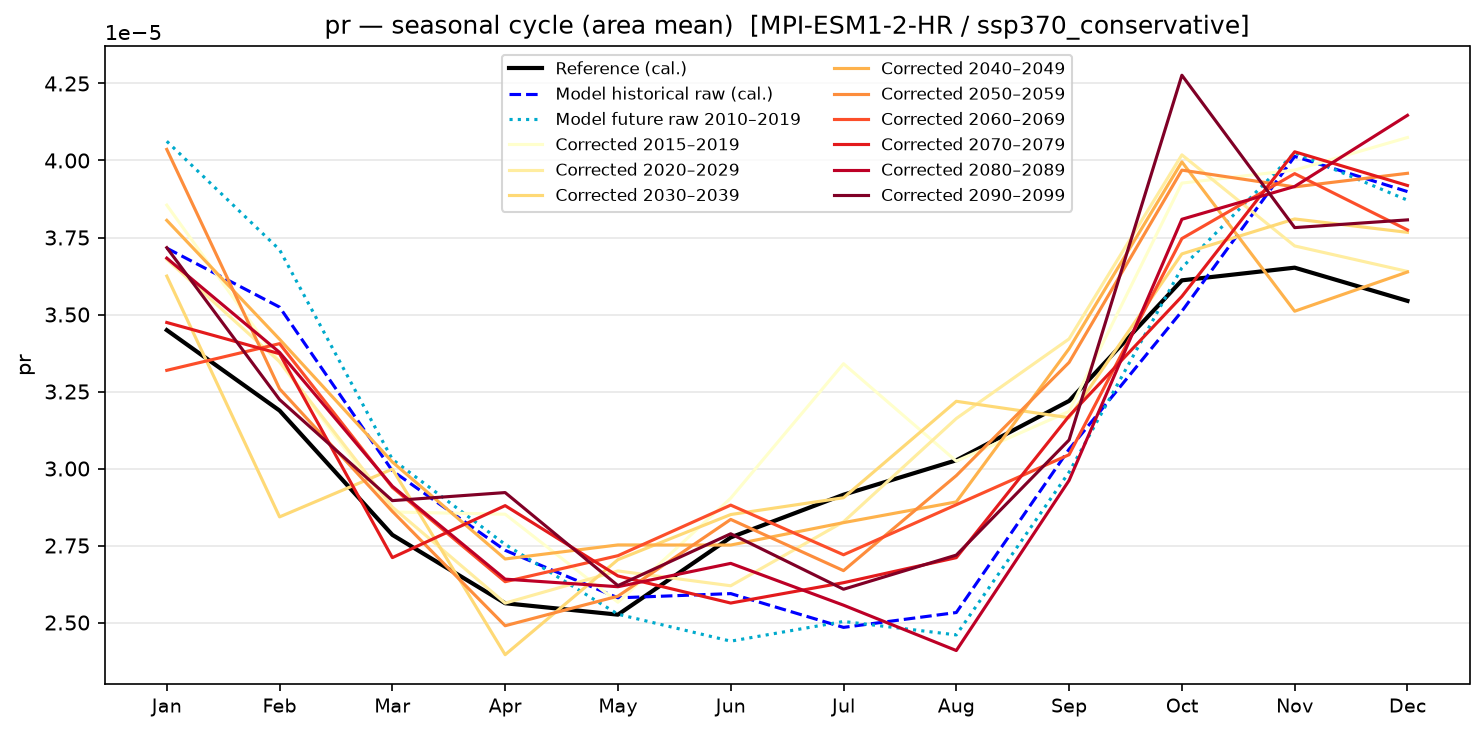 pr — seasonal cycle (area mean)  [MPI-ESM1-2-HR / ssp370_conservative]
1e−5
Reference (cal.)
Model historical raw (cal.)
Model future raw 2010–2019
Corrected 2015–2019
Corrected 2020–2029
Corrected 2030–2039
Corrected 2040–2049
Corrected 2050–2059
Corrected 2060–2069
Corrected 2070–2079
Corrected 2080–2089
Corrected 2090–2099
4.25
4.00
3.75
3.50
3.25
3.00
2.75
2.50
pr
Jan Feb Mar Apr May Jun Jul Aug Sep Oct Nov Dec